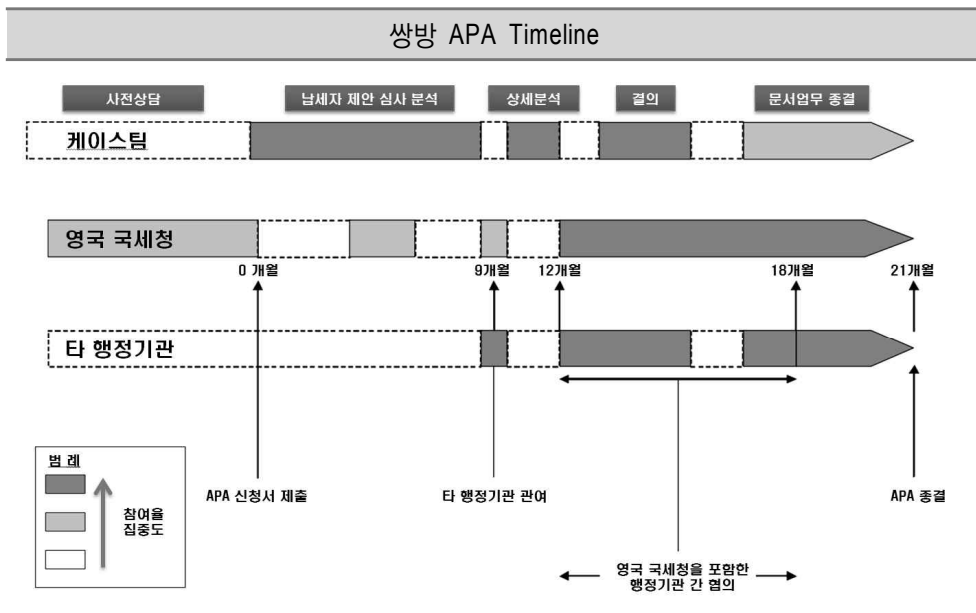 쌍방 APA Timeline
사전상담
납세자 제안 심사 분석
상세분석
결의
문서업무 종결
케이스팀
영국 국세청
0 개월
9개월
12개월
18개월
21개월
타 행정기관
범 례
참여율
집중도
APA 신청서 제출
타 행정기관 관여
APA 종결
영국 국세청을 포함한
행정기관 간 협의